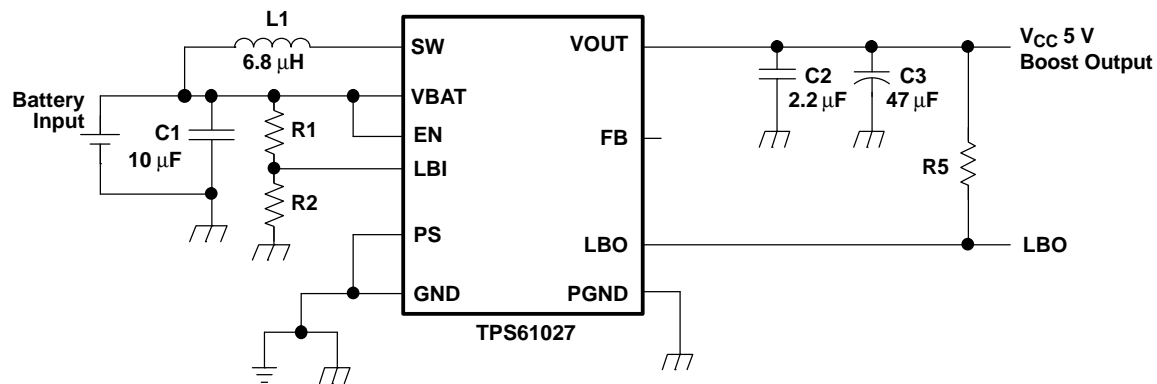 L1
6.8 μH
SW
VOUT
VCC 5 V
Boost Output
Battery
Input
C1
10 μF
VBAT
R1
EN
LBI
R2
PS
GND
C2
2.2 μF
C3
47 μF
FB
R5
LBO
LBO
PGND
TPS61027